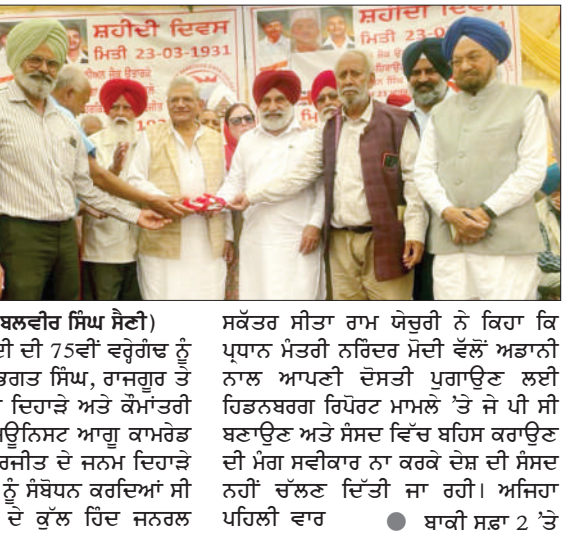 ਸ਼ਹੀਦੀ ਦਿਵਸ
ਮਿਤੀ 23-03-1931
ਸ਼ਹੀਦੀ ਦਿਵਸ
ਮਿਤੀ 23-03-1931
ਬਲਵੀਰ ਸਿੰਘ ਸੈਣੀ)
ਦੀ ਦੀ 75ਵੀਂ ਵਰ੍ਹੇਗੰਢ ਨੂੰ
ਭਗਤ ਸਿੰਘ, ਰਾਜਗੂਰ ਤੇ
ਦਿਹਾੜੇ ਅਤੇ ਕੌਮਾਂਤਰੀ
ਊਨਿਸਟ ਆਗੂ ਕਾਮਰੇਡ
ਰਜੀਤ ਦੇ ਜਨਮ ਦਿਹਾੜੇ
ਨੂੰ ਸੰਬੋਧਨ ਕਰਦਿਆਂ ਸੀ
ਦੇ ਕੁੱਲ ਹਿੰਦ ਜਨਰਲ
ਸਕੱਤਰ ਸੀਤਾ ਰਾਮ ਯੇਚੁਰੀ ਨੇ ਕਿਹਾ ਕਿ
ਪ੍ਰਧਾਨ ਮੰਤਰੀ ਨਰਿੰਦਰ ਮੋਦੀ ਵੱਲੋਂ ਅਡਾਨੀ
ਨਾਲ ਆਪਣੀ ਦੋਸਤੀ ਪੁਗਾਉਣ ਲਈ
ਹਿਡਨਬਰਗ ਰਿਪੋਰਟ ਮਾਮਲੇ 'ਤੇ ਜੇ ਪੀ ਸੀ
ਬਣਾਉਣ ਅਤੇ ਸੰਸਦ ਵਿੱਚ ਬਹਿਸ ਕਰਾਉਣ
ਦੀ ਮੰਗ ਸਵੀਕਾਰ ਨਾ ਕਰਕੇ ਦੇਸ਼ ਦੀ ਸੰਸਦ
ਨਹੀਂ ਚੱਲਣ ਦਿੱਤੀ ਜਾ ਰਹੀ। ਅਜਿਹਾ
ਪਹਿਲੀ ਵਾਰ ● ਬਾਕੀ ਸਫ਼ਾ 2 'ਤੇ